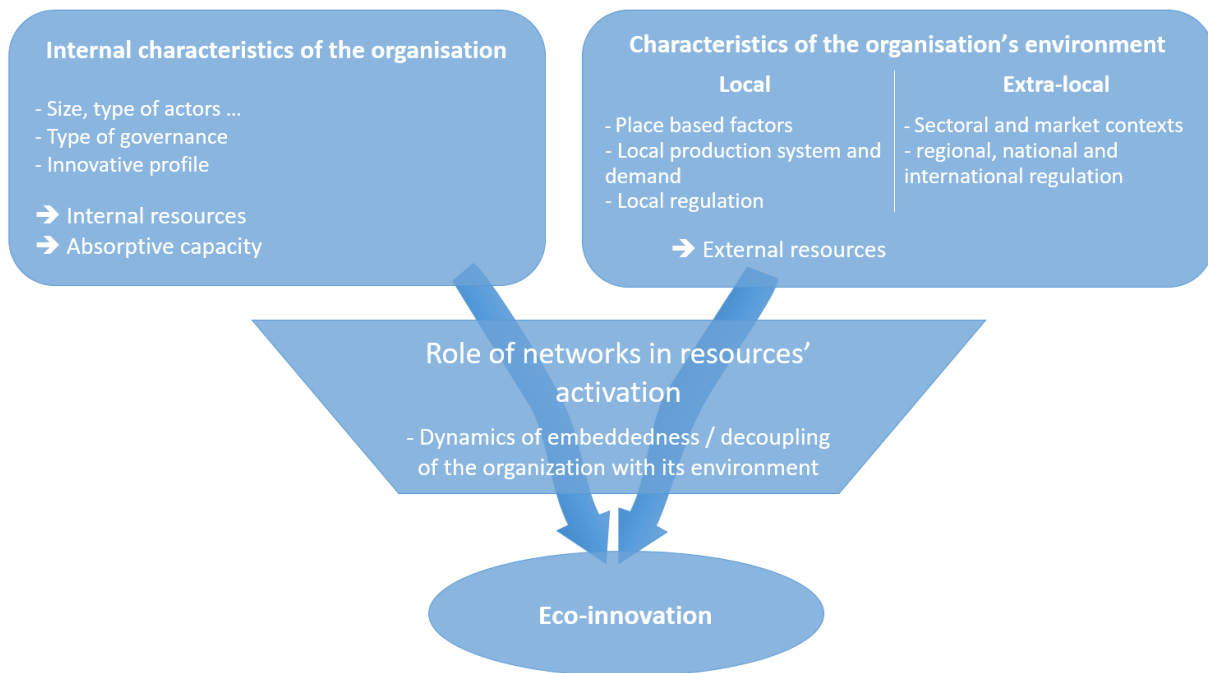 Internal characteristics of the organisation
- Size, type of actors ...
- Type of governance
- Innovative profile
➔ Internal resources
➔ Absorptive capacity
Characteristics of the organisation’s environment
Local
- Place based factors
- Local production system and
demand
- Local regulation
Extra-local
- Sectoral and market contexts
- regional, national and
international regulation
➔ External resources
Role of networks in resources’
activation
- Dynamics of embeddedness / decoupling
of the organization with its environment
Eco-innovation